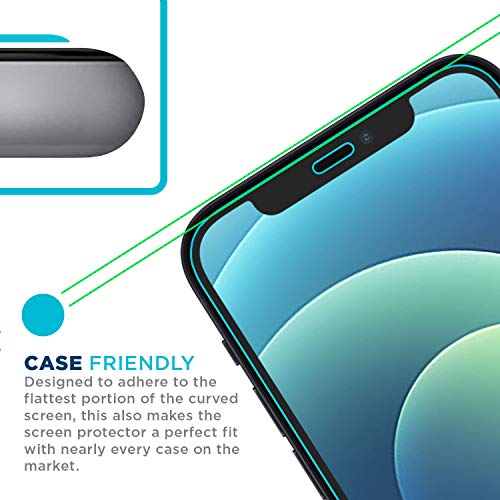 CASE FRIENDLY
Designed to adhere to the
flattest portion of the curved
screen, this also makes the
screen protector a perfect fit
with nearly every case on the
market.